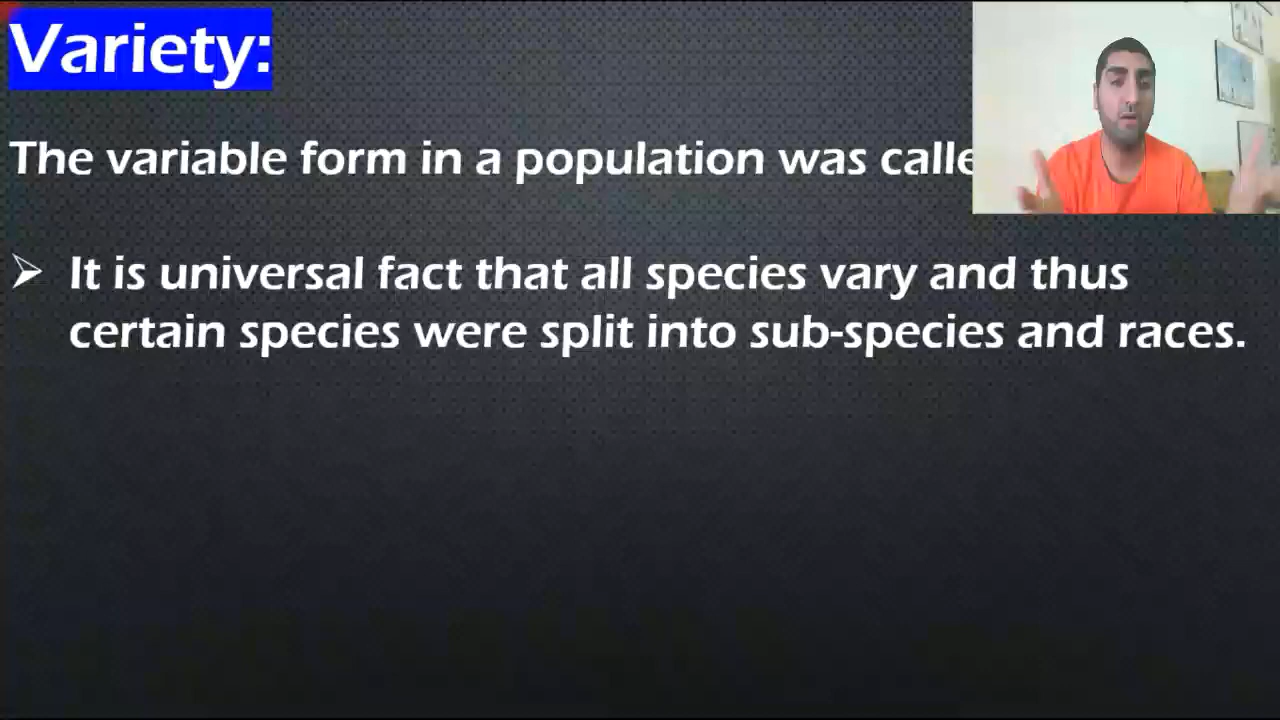 Variety:
The variable form in a population was calle
It is universal fact that all species vary and thus
certain species were split into sub-species and races.